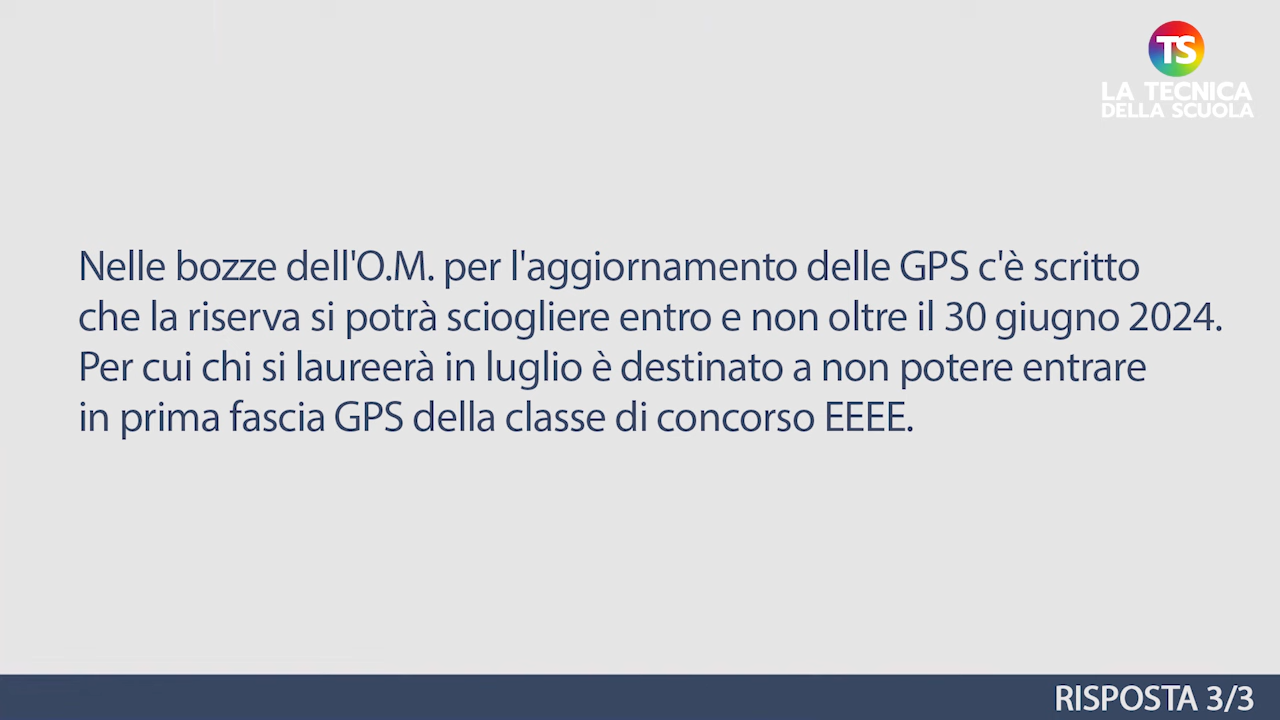 TS
LA TECNICA
DELLA SCUOLA
Nelle bozze dell'O.M. per l'aggiornamento delle GPS c'è scritto
che la riserva si potrà sciogliere entro e non oltre il 30 giugno 2024.
Per cui chi si laureerà in luglio è destinato a non potere entrare
in prima fascia GPS della classe di concorso EEEE.
RISPOSTA 3/3